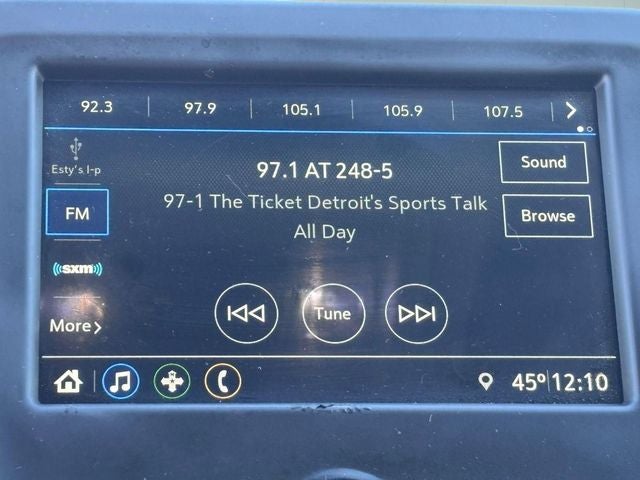 92.3 97.9 105.1 105.9 107.5
Esty's I-p
97.1 AT 248-5
Sound
97-1 The Ticket Detroit's Sports Talk
FM
Browse
All Day
((sxm))
Tune
More
45° 12:10